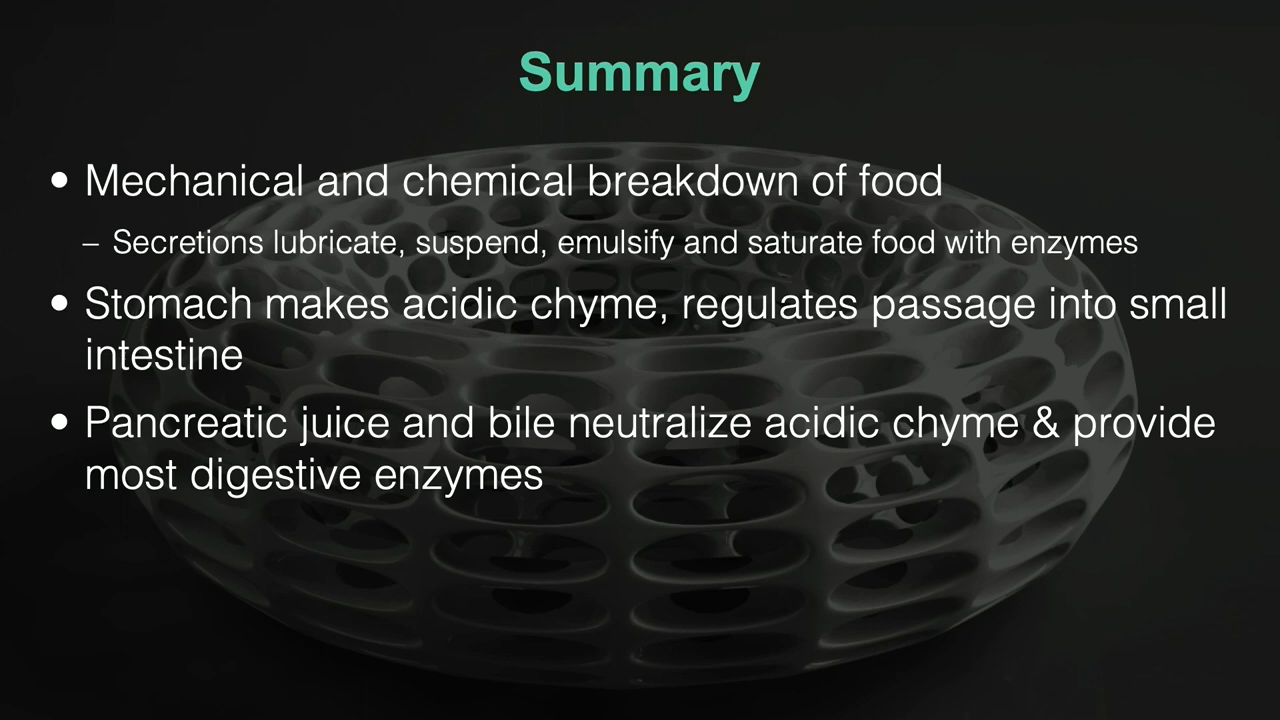 Summary
• Mechanical and chemical breakdown of food
– Secretions lubricate, suspend, emulsify and saturate food with enzymes
• Stomach makes acidic chyme, regulates passage into small
intestine
• Pancreatic juice and bile neutralize acidic chyme & provide
most digestive enzymes